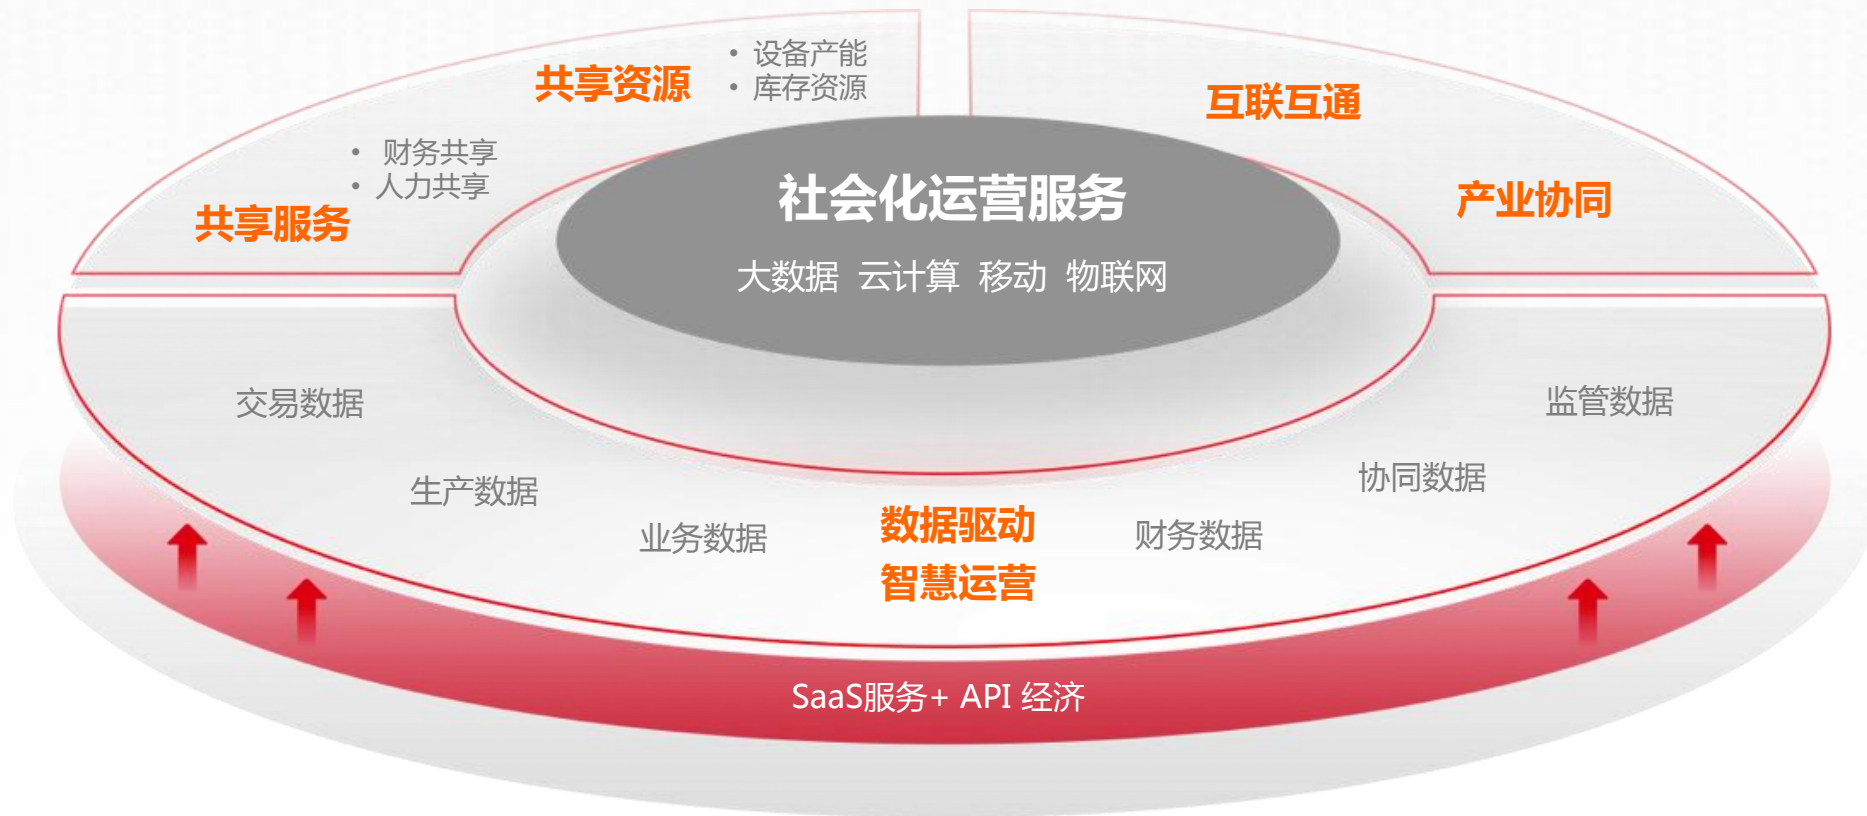 • 设备产能
• 库存资源
共享资源
• 财务共享
• 人力共享
共享服务
互联互通
产业协同
社会化运营服务
大数据 云计算 移动 物联网
交易数据
生产数据
业务数据
数据驱动
智慧运营
财务数据
协同数据
监管数据
SaaS服务+ API 经济